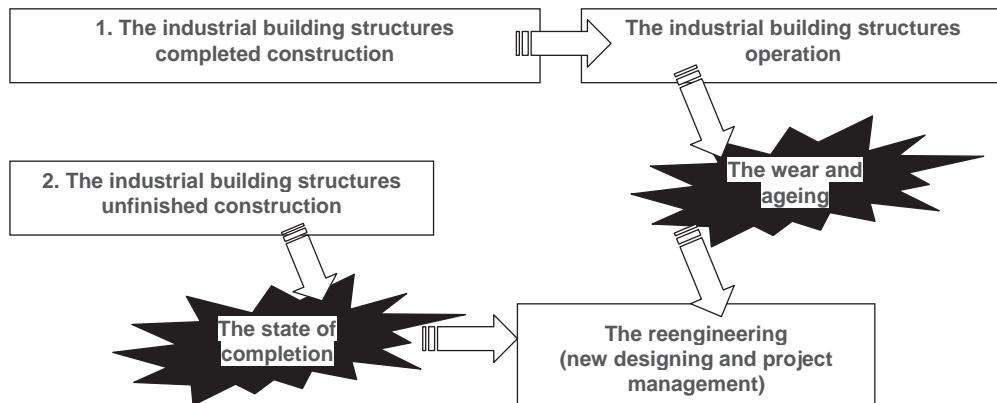 1. The industrial building structures
completed construction
The industrial building structures
operation
The wear and
ageing
2. The industrial building structures
unfinished construction
The state of
completion
The reengineering
(new designing and project
management)